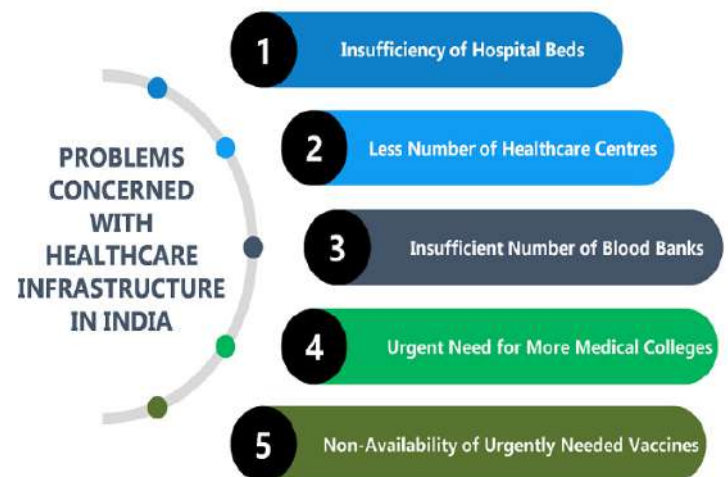 PROBLEMS
CONCERNED
WITH
HEALTHCARE
INFRASTRUCTURE
IN INDIA
1 Insufficiency of Hospital Beds
2 Less Number of Healthcare Centres
3 Insufficient Number of Blood Banks
4 Urgent Need for More Medical Colleges
5 Non-Availability of Urgently Needed Vaccines